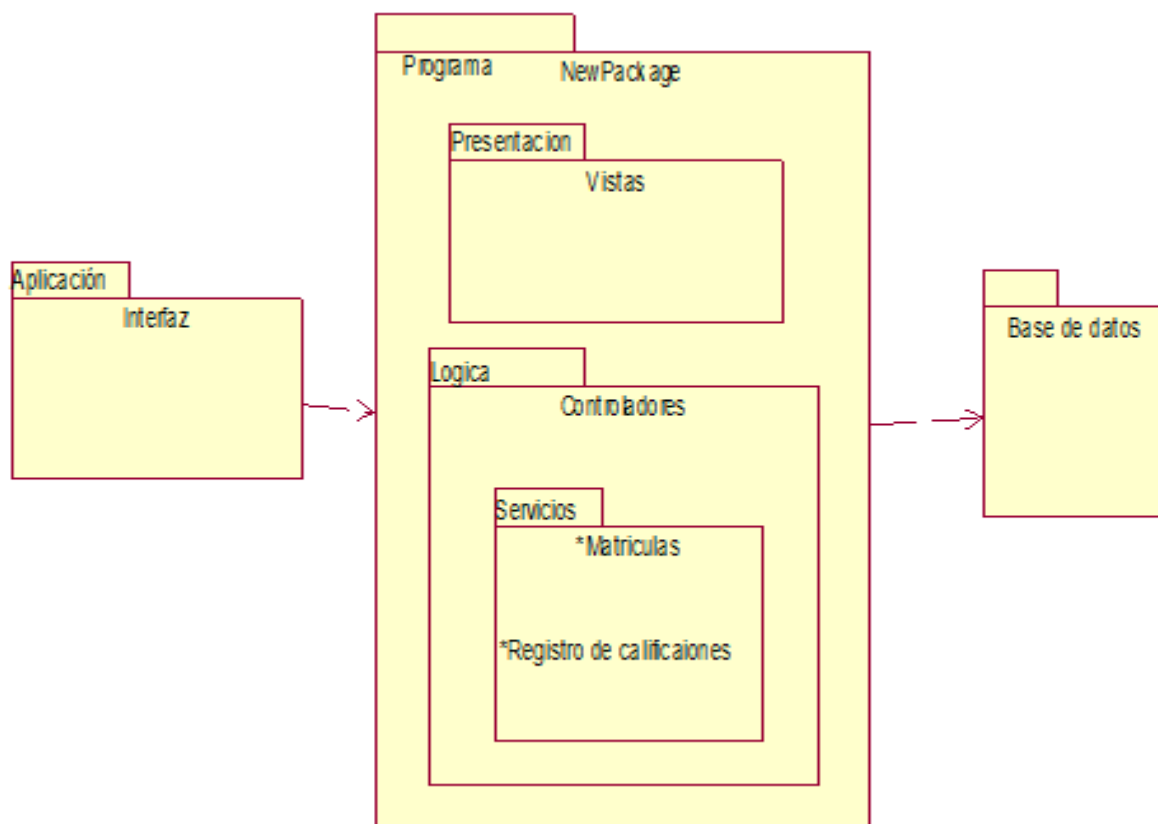 Programa
NewPackage
Presentacion
Vistas
Aplicación
Interfaz
Base de datos
Logica
Controladores
Servicios
*Matriculas
*Registro de calificaiones